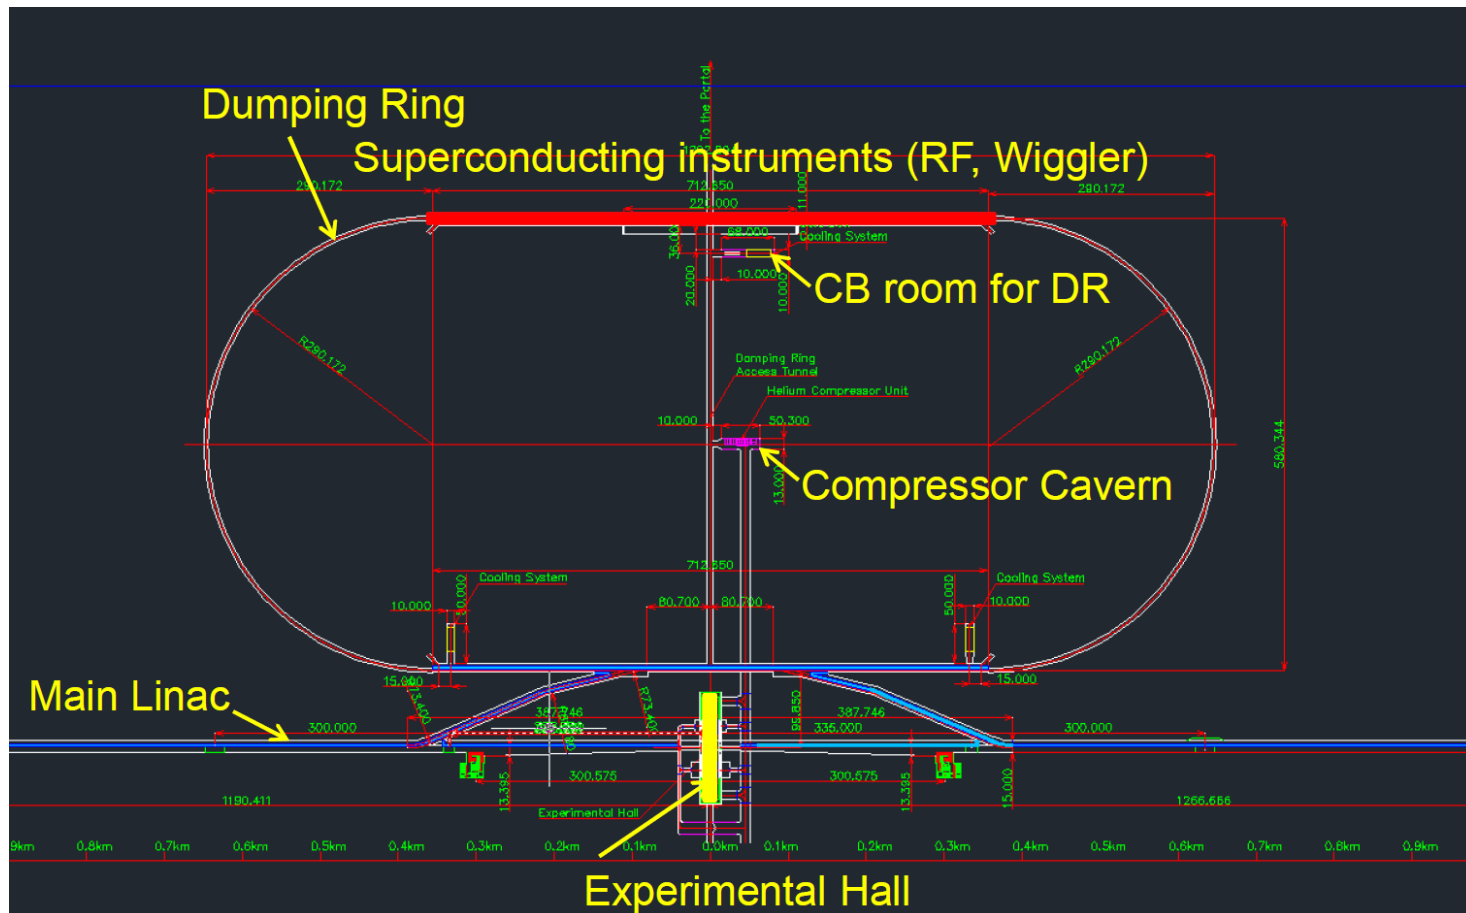 To the Portal
Dumping Ring
Superconducting instruments (RF, Wiggler)
290.172
712.650
290.172
220.000
11.000
68.000
36.000
Cooling System
20.000
10.000
10.000
CB room for DR
R290.172
R290.172
Damping Ring
Access Tunnel
Helium Compressor Unit
10.000
50.300
580.344
Compressor Cavern
13.000
712.650
Cooling System
Cooling System
10.000
50.000
80.700
80.700
50.000
10.000
15.000
15.000
Main Linac
R73.400
387.746
387.746
300.000
335.000
300.000
300.575
300.575
13.395
13.395
15.000
1190.411
1266.686
Experimental Hall
9km
0.8km
0.7km
0.6km
0.5km
0.4km
0.3km
0.2km
0.1km
0.0km
0.1km
0.2km
0.3km
0.4km
0.5km
0.6km
0.7km
0.8km
0.9km
Experimental Hall